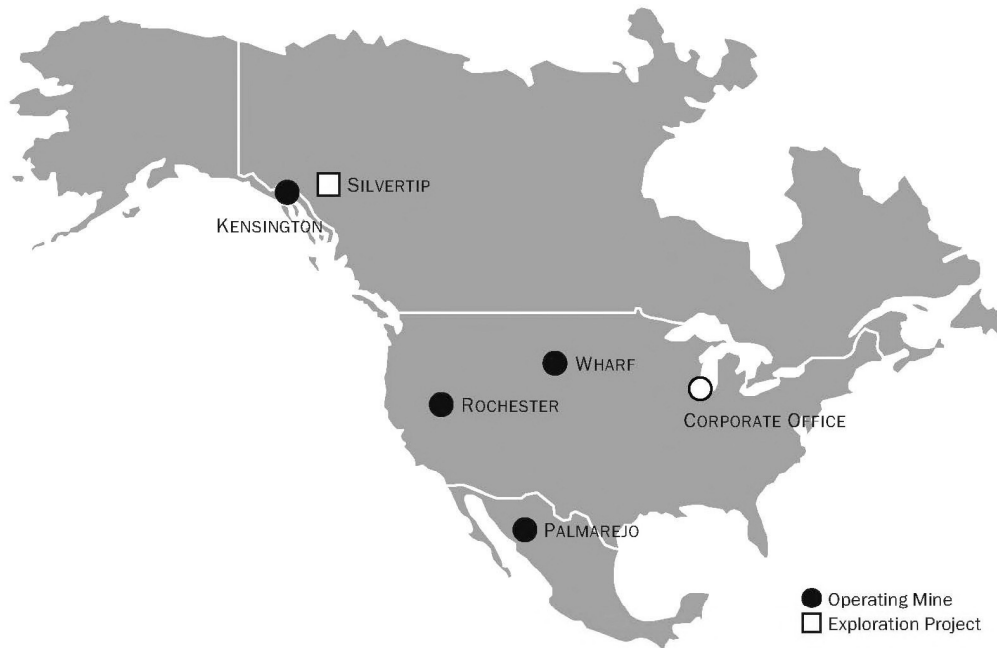 SILVERTIP
KENSINGTON
WHARF
ROCHESTER
CORPORATE OFFICE
PALMAREJO
Operating Mine
Exploration Project